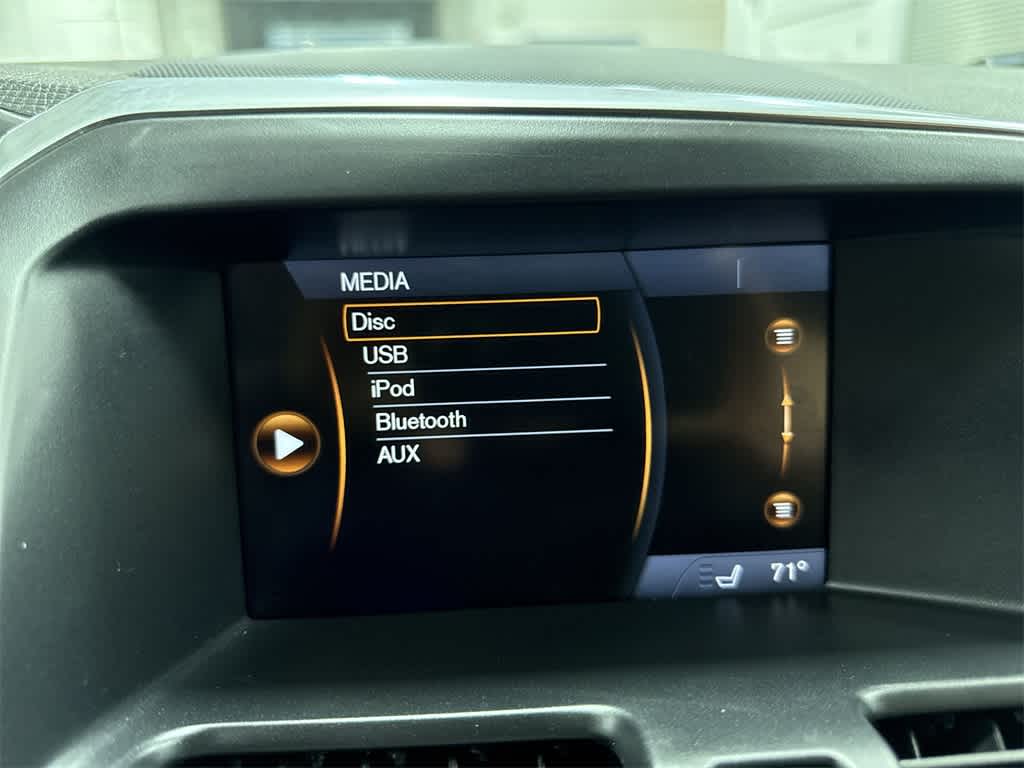 MEDIA
Disc
USB
iPod
Bluetooth
AUX
71°